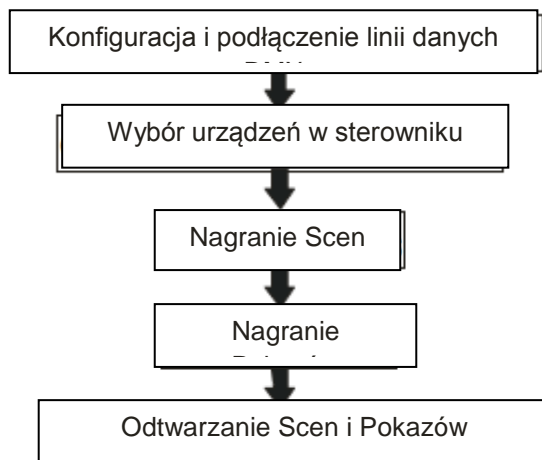 Konfiguracja i podłączenie linii danych
Wybór urządzeń w sterowniku
Nagranie Scen
Nagranie
Odtwarzanie Scen i Pokazów